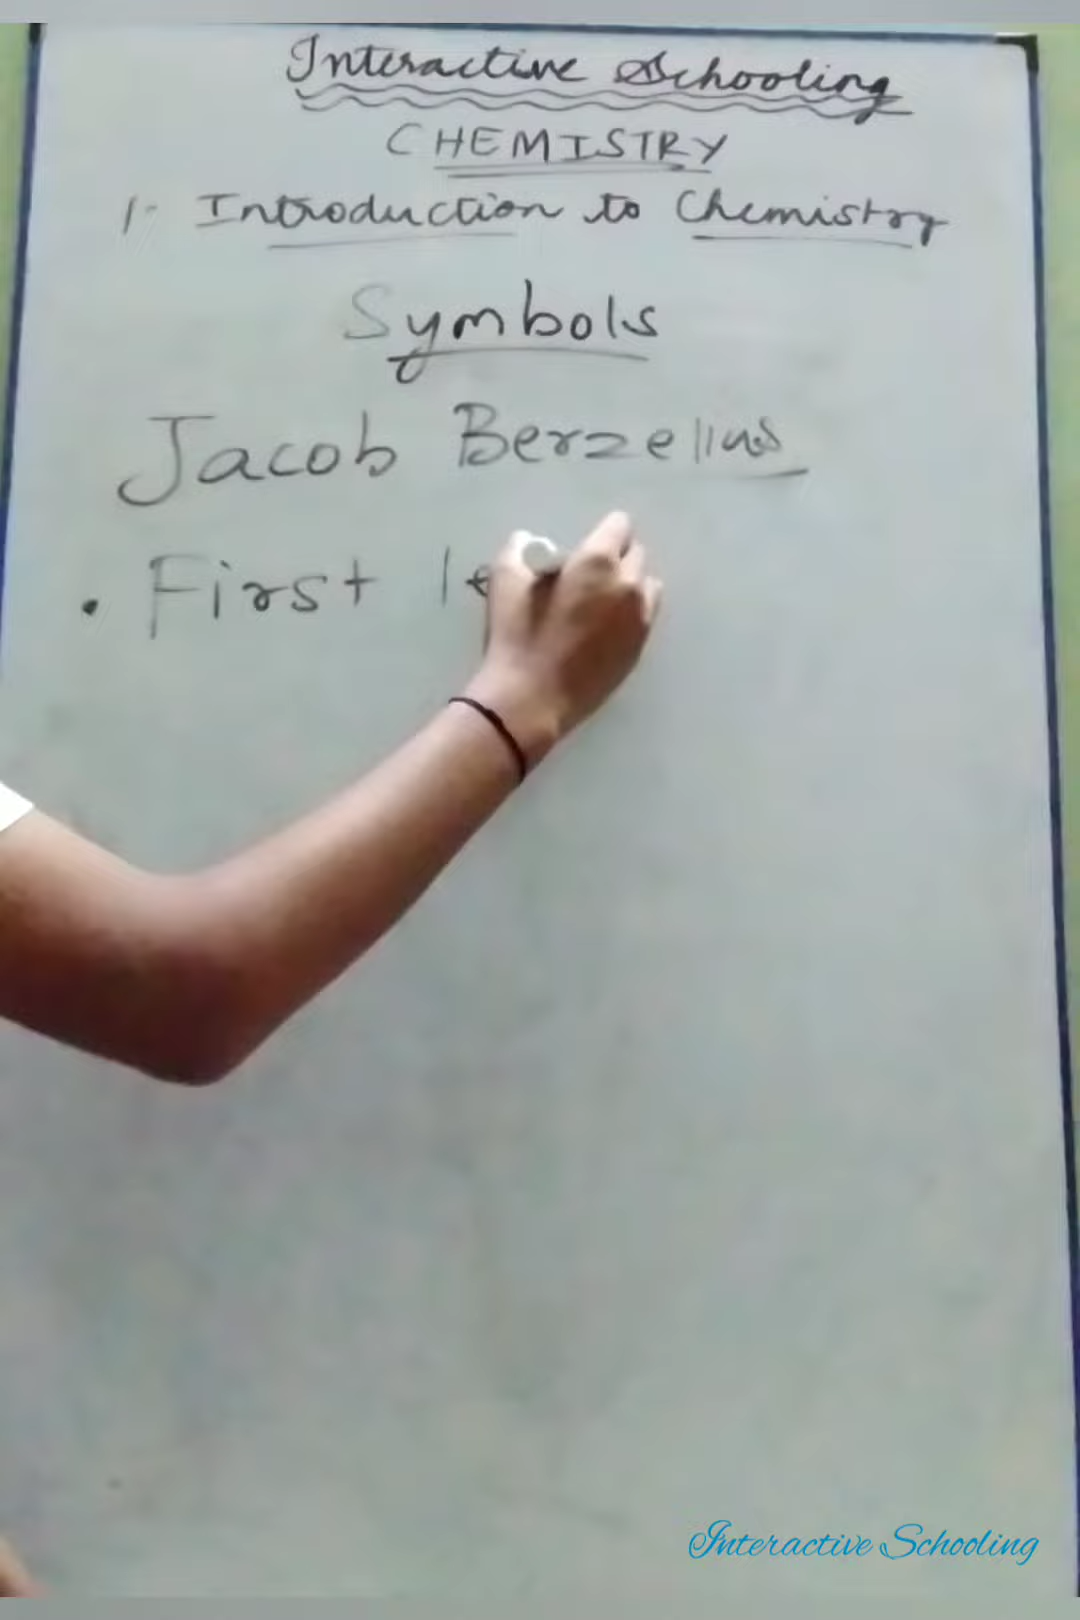 Interactive Schooling
CHEMISTRY
1. Introduction to Chemistry
Symbols
Jacob Berzelius
• First
Interactive Schooling